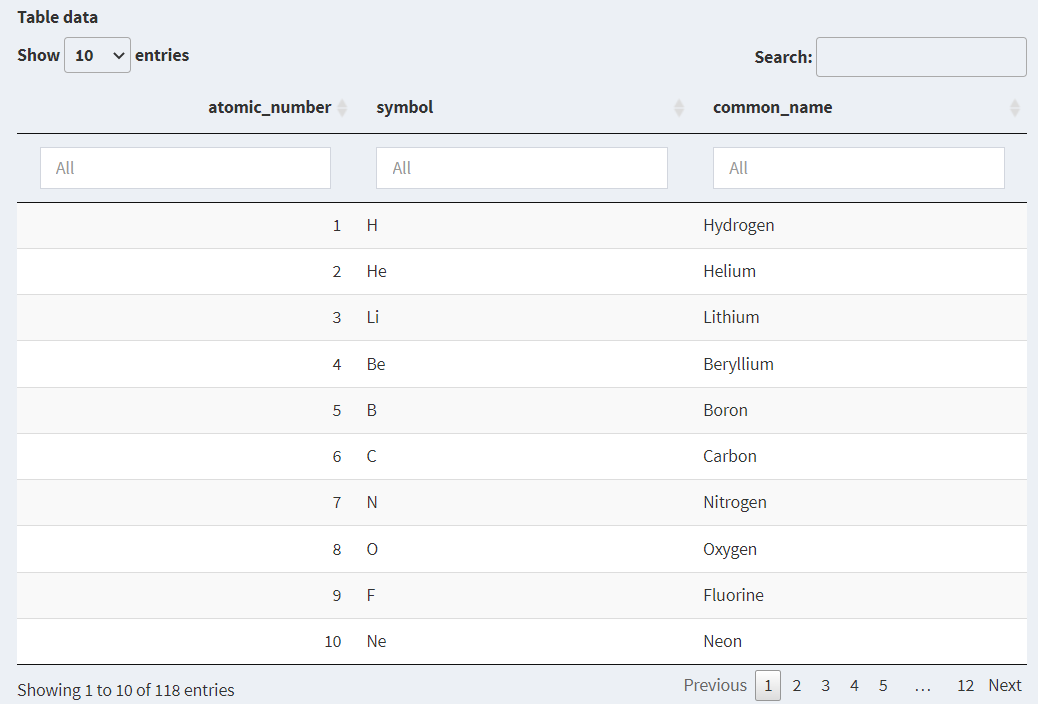 Table data
Show 10 entries
Search:
atomic_number symbol common_name
All All All
1 H Hydrogen
2 He Helium
3 Li Lithium
4 Be Beryllium
5 B Boron
6 C Carbon
7 N Nitrogen
8 O Oxygen
9 F Fluorine
10 Ne Neon
Showing 1 to 10 of 118 entries
Previous 1 2 3 4 5 … 12 Next